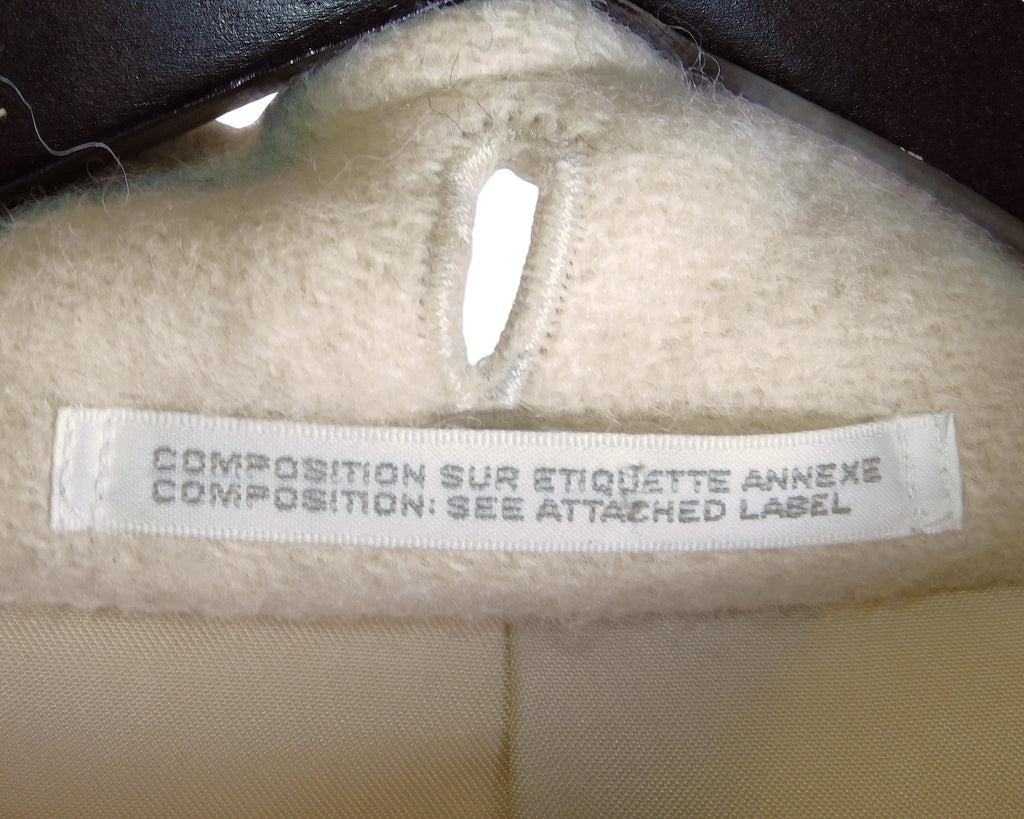 COMPOSITION SUR ETIQUETTE ANNEXE
COMPOSITION: SEE ATTACHED LABEL